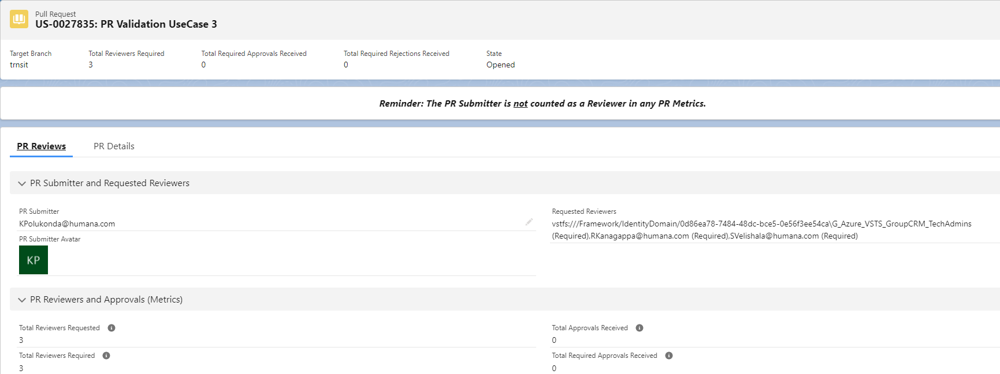 Pull Request
US-0027835: PR Validation UseCase 3
Target Branch
trnsit
Total Reviewers Required
3
Total Required Approvals Received
0
Total Required Rejections Received
0
State
Opened
Reminder: The PR Submitter is not counted as a Reviewer in any PR Metrics.
PR Reviews
PR Details
PR Submitter and Requested Reviewers
PR Submitter
KPolukonda@humana.com
PR Submitter Avatar
KP
Requested Reviewers
vstfs:///Framework/IdentityDomain/0d86ea78-7484-48dc-bce5-0e56f3ee54ca\G_Azure_VSTS_GroupCRM_TechAdmins
(Required),RKanagappa@humana.com (Required),SVelishala@humana.com (Required)
PR Reviewers and Approvals (Metrics)
Total Reviewers Requested
3
Total Approvals Received
0
Total Reviewers Required
3
Total Required Approvals Received
0